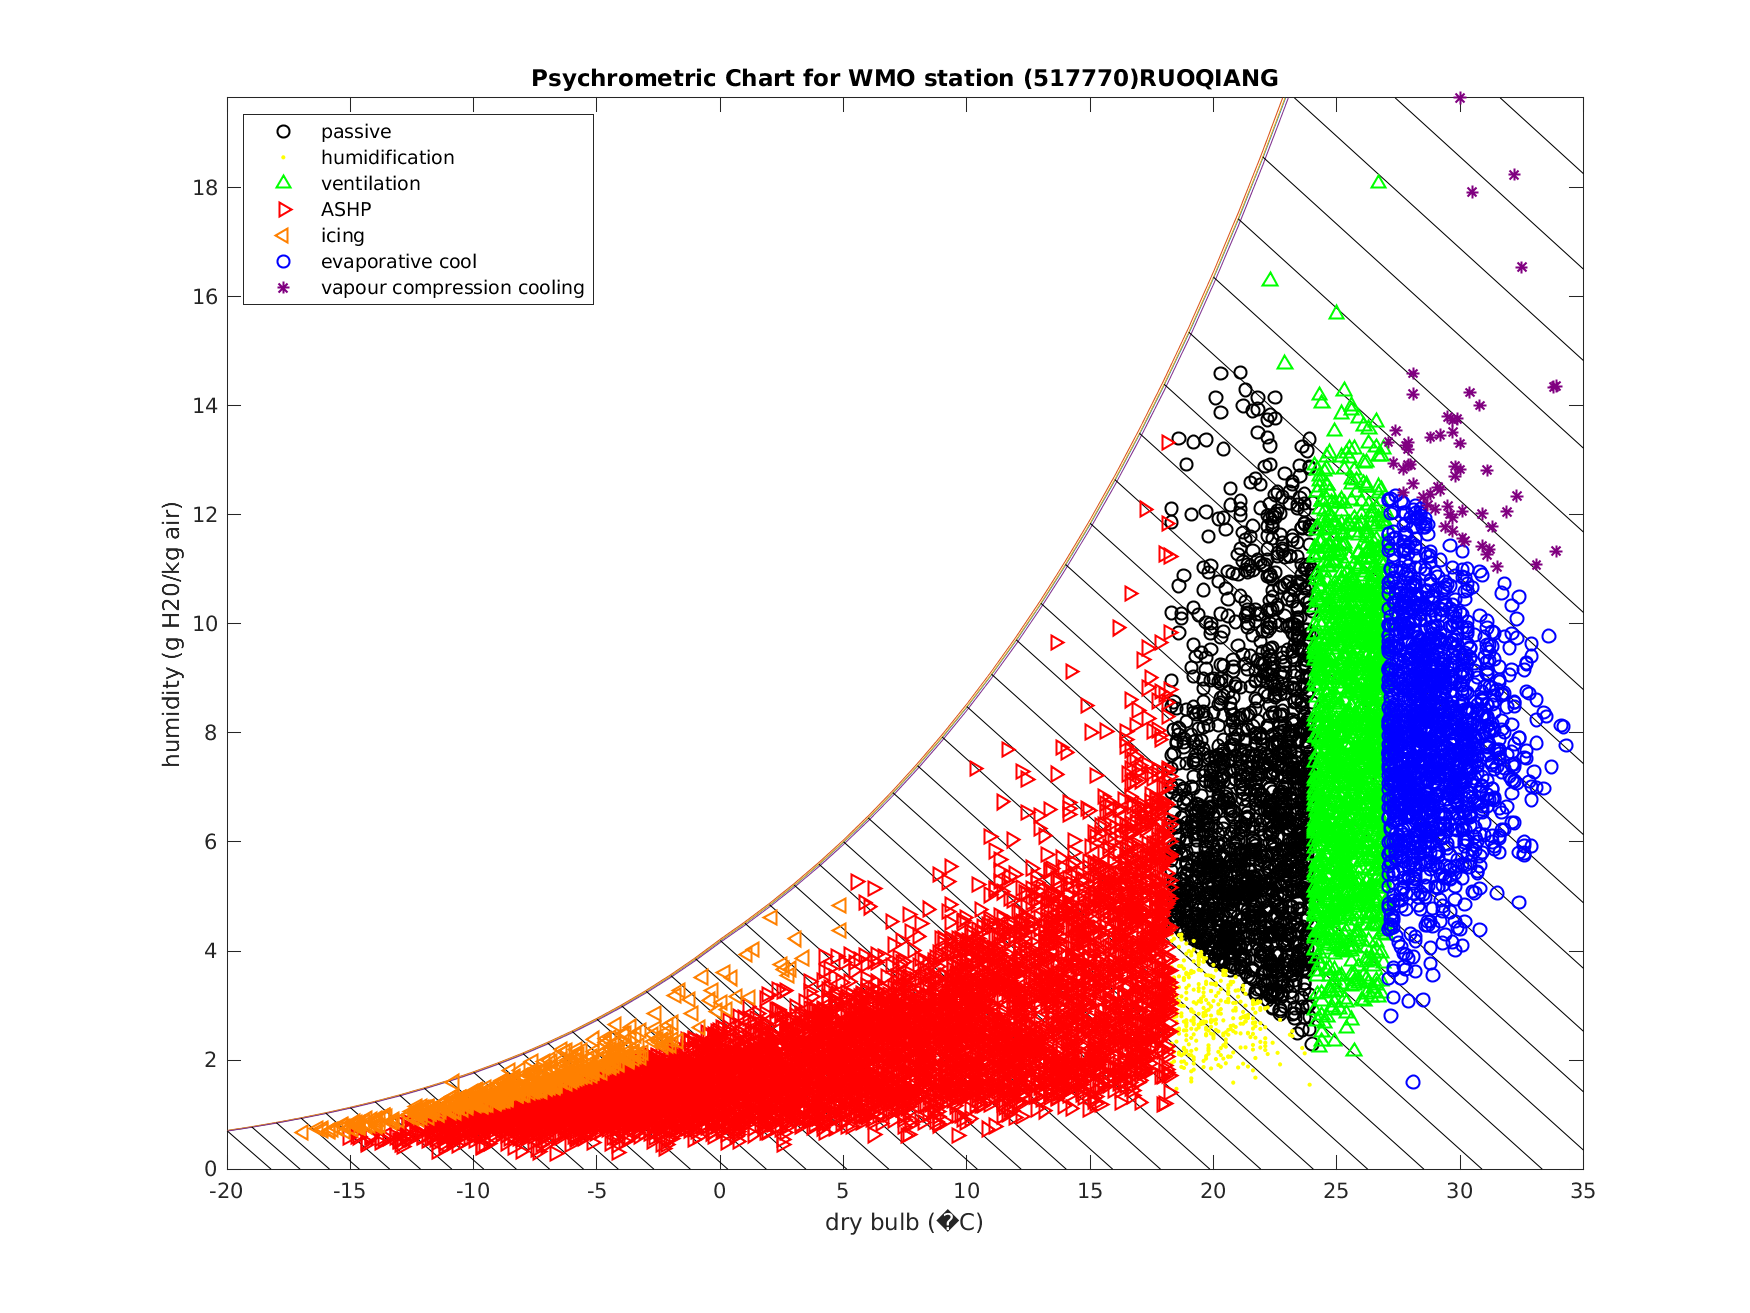 Psychrometric Chart for WMO station (517770)RUOQIANG
passive
humidification
ventilation
ASHP
icing
evaporative cool
vapour compression cooling
humidity (g H20/kg air)
18
16
14
12
10
8
6
4
2
0
-20 -15 -10 -5 0 5 10 15 20 25 30 35
dry bulb (�C)